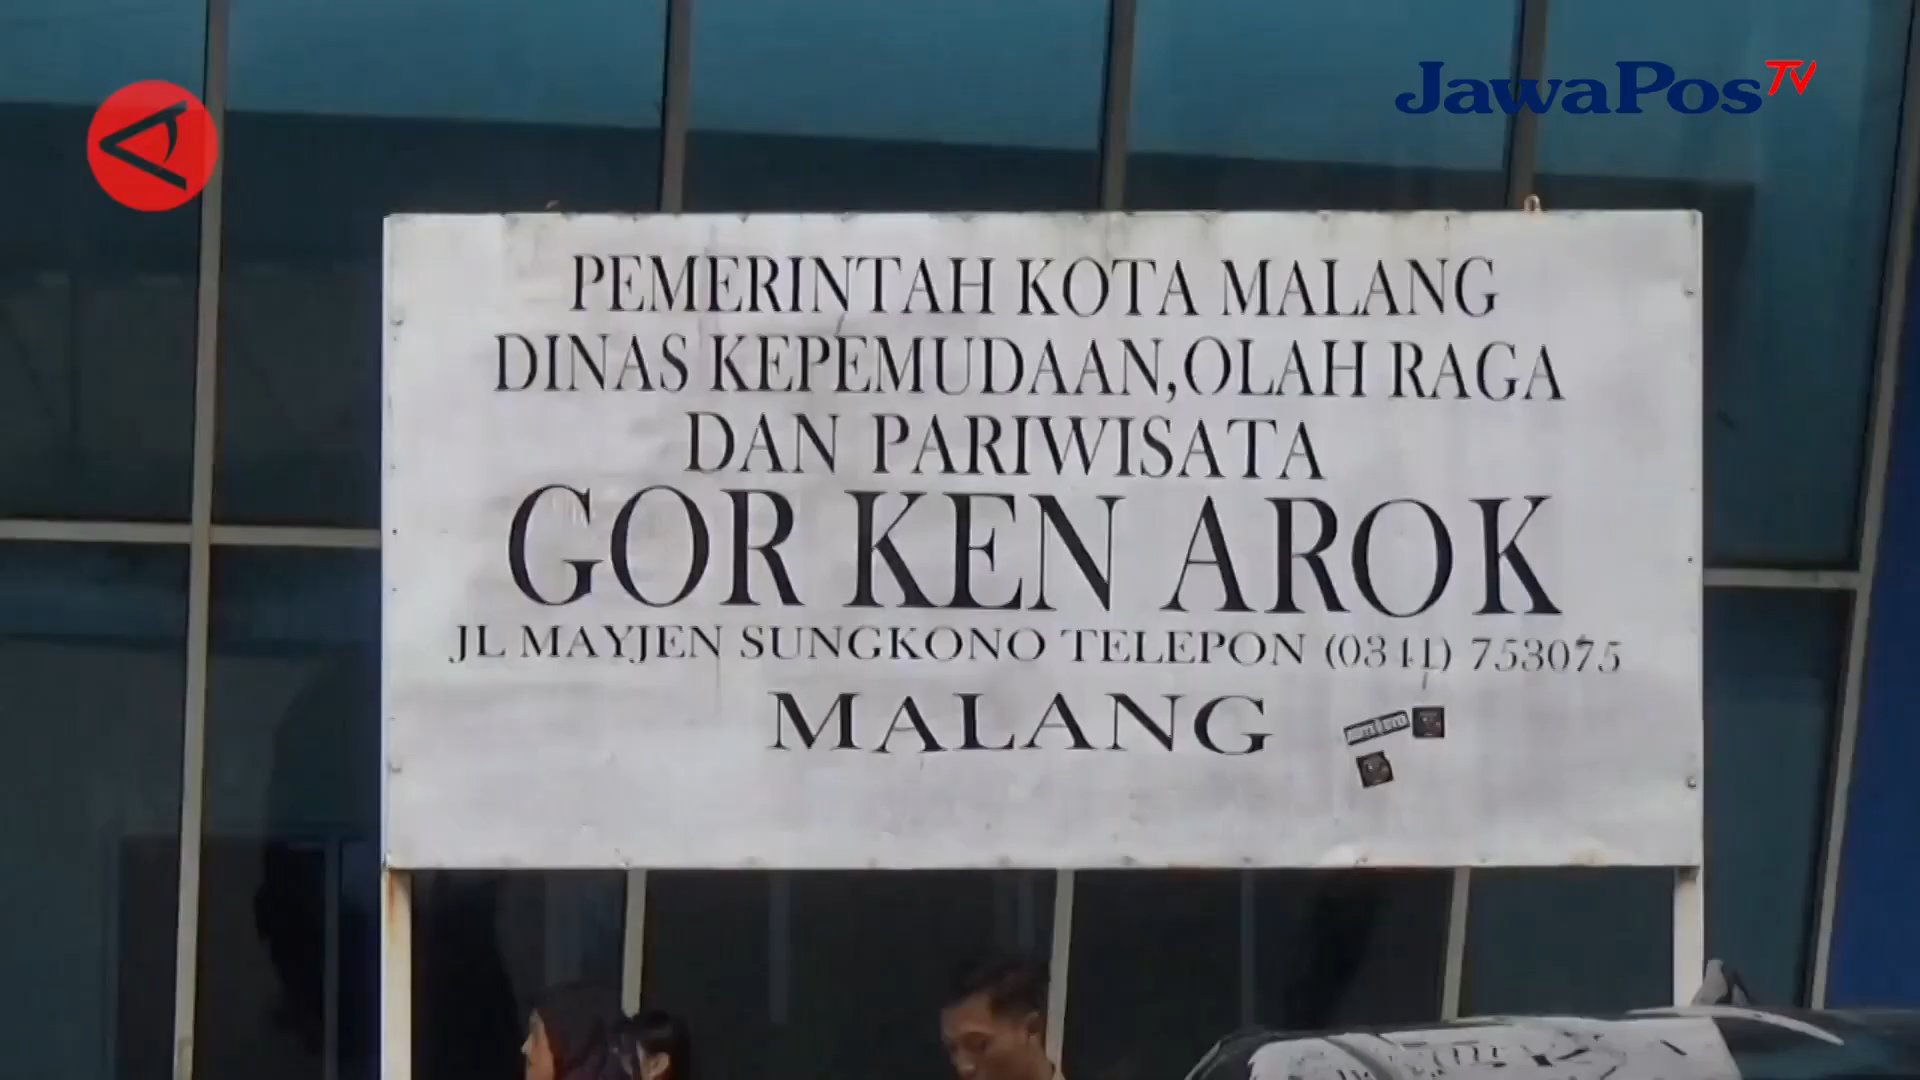 JawaPos TV
PEMERINTAH KOTA MALANG
DINAS KEPEMUDAAN,OLAH RAGA
DAN PARIWISATA
GOR KEN AROK
JL MAYJEN SUNGKONO TELEPON (0341) 753075
MALANG